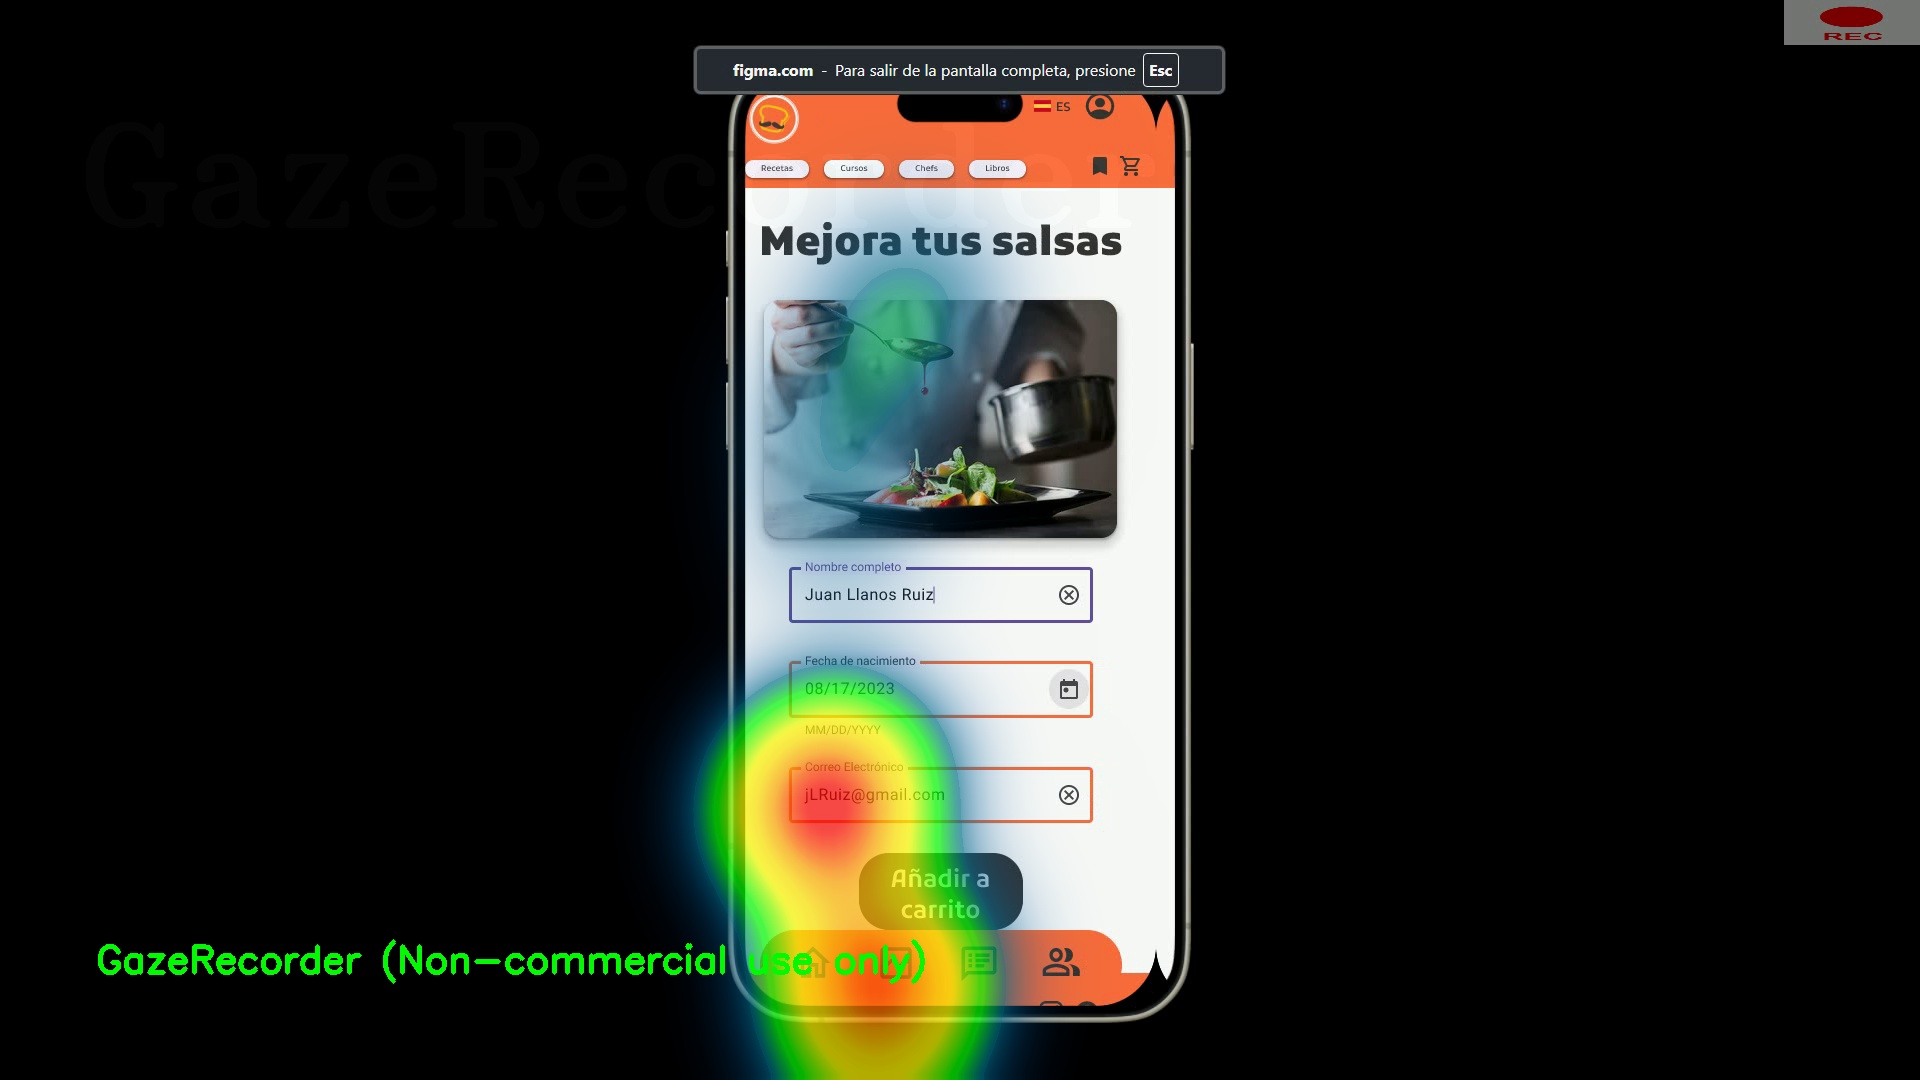 REC
figma.com - Para salir de la pantalla completa, presione Esc
ES
GazeRecorder
Recetas Cursos Chefs Libros
Mejora tus salsas
Nombre completo
Juan Llanos Ruiz
Fecha de nacimiento
08/17/2023
MM/DD/YYYY
Correo Electrónico
jLRuiz@gmail.com
Añadir a
carrito
GazeRecorder (Non-commercial use only)